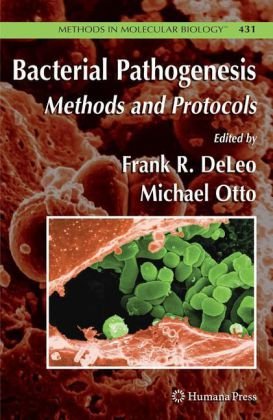 METHODS IN MOLECULAR BIOLOGY™ 431
Bacterial Pathogenesis
Methods and Protocols
Edited by
Frank R. DeLeo
Michael Otto
Humana Press